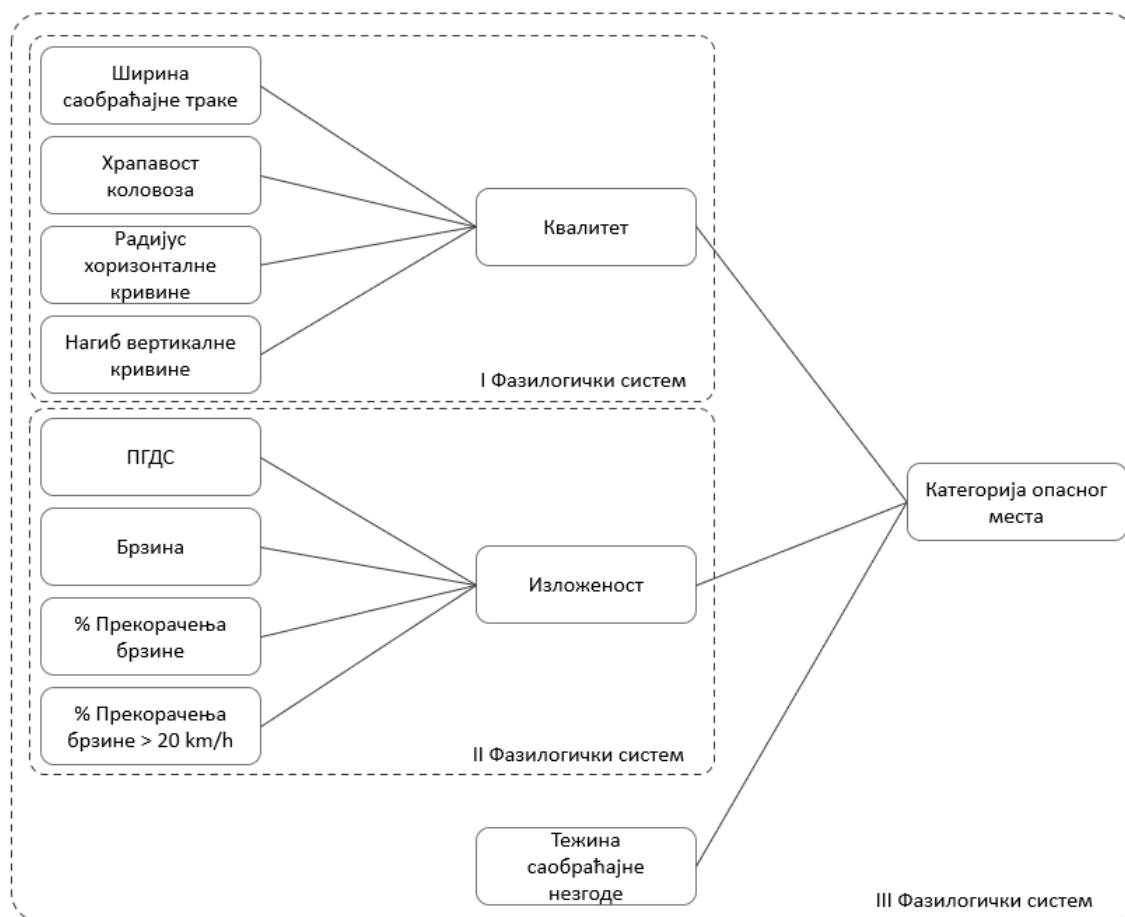 Ширина
саобраћајне траке
Храпавост
коловоза
Радијус
хоризонталне
кривине
Нагиб вертикалне
кривине
Квалитет
I Фазилогички систем
ПГДС
Брзина
% Прекорачења
брзине
% Прекорачења
брзине > 20 km/h
Изложеност
II Фазилогички систем
Категорија опасног
места
Тежина
саобраћајне
незгоде
III Фазилогички систем